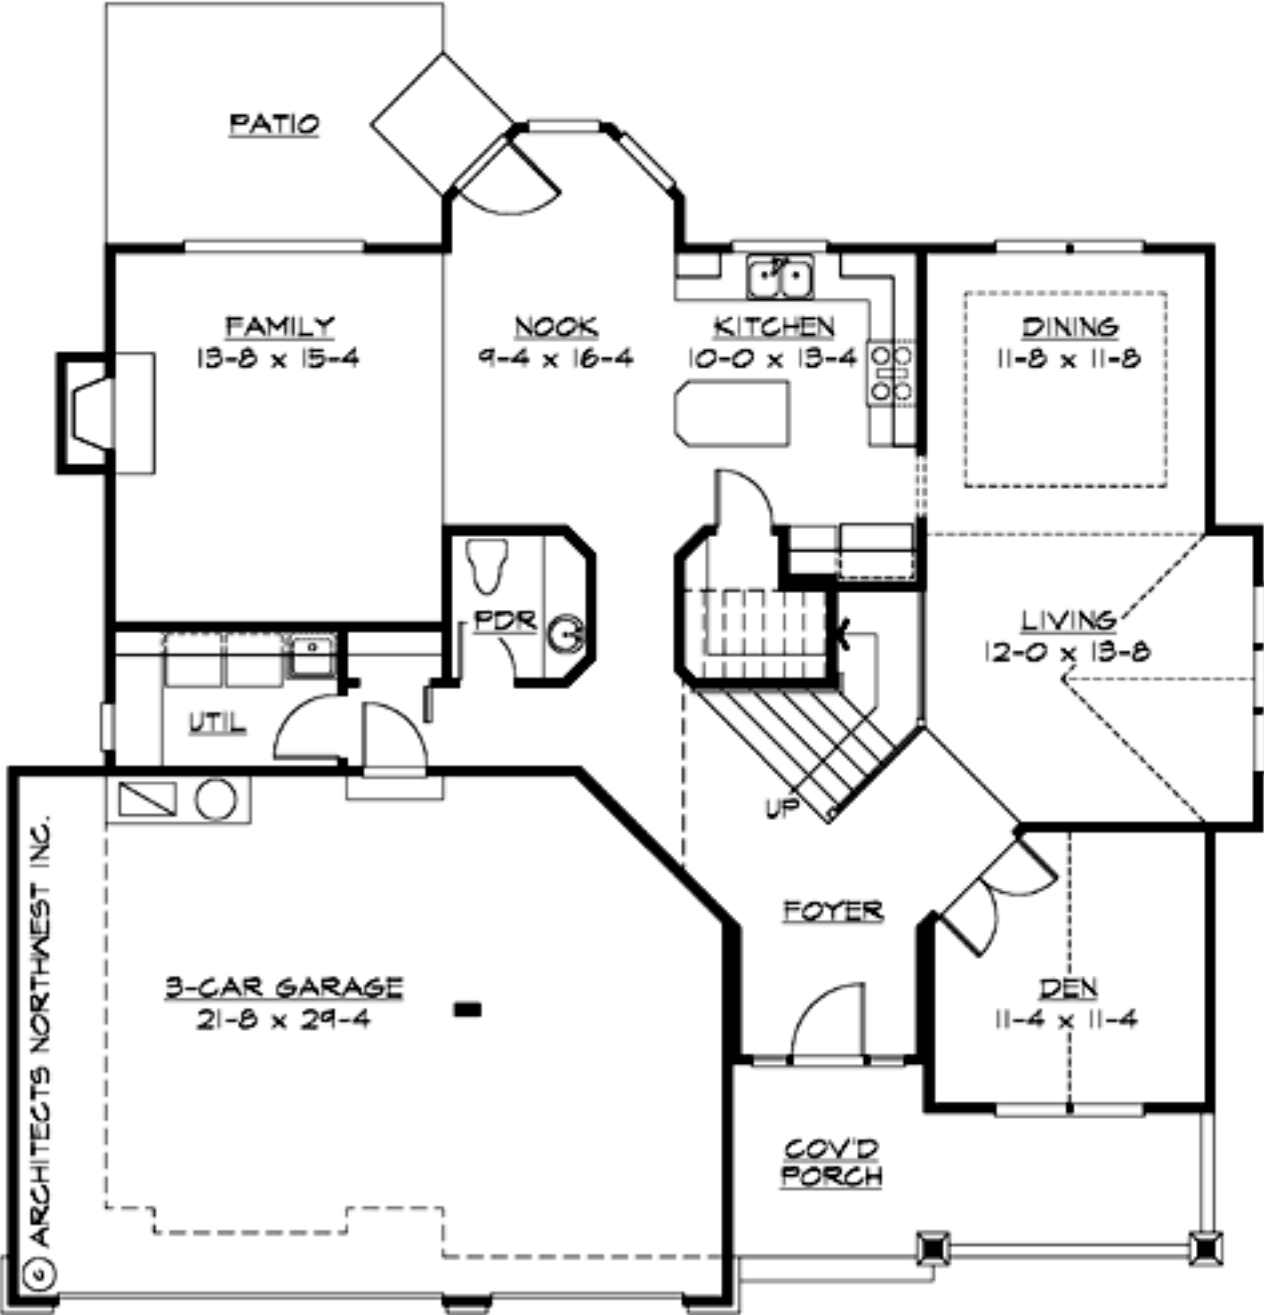 PATIO
FAMILY
13-8 x 15-4
NOOK
9-4 x 16-4
KITCHEN
10-0 x 13-4
DINING
11-8 x 11-8
PDR
LIVING
12-0 x 13-8
UTIL
UP
FOYER
3-CAR GARAGE
21-8 x 29-4
DEN
11-4 x 11-4
COV'D
PORCH
© ARCHITECTS NORTHWEST INC.